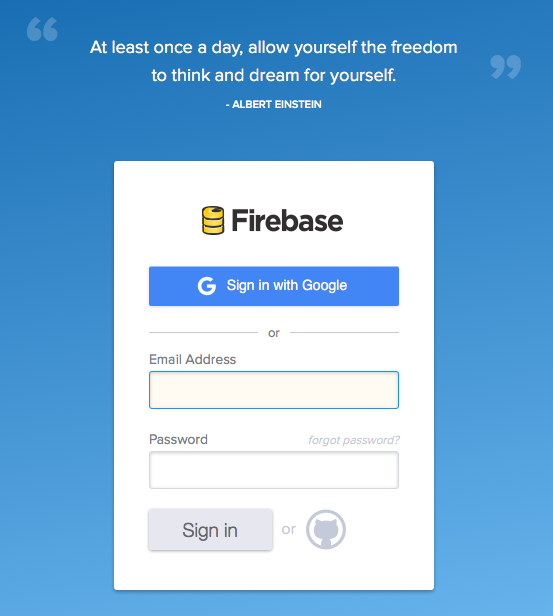 “
At least once a day, allow yourself the freedom
to think and dream for yourself.
”
- ALBERT EINSTEIN
Firebase
G Sign in with Google
or
Email Address
Password forgot password?
Sign in or